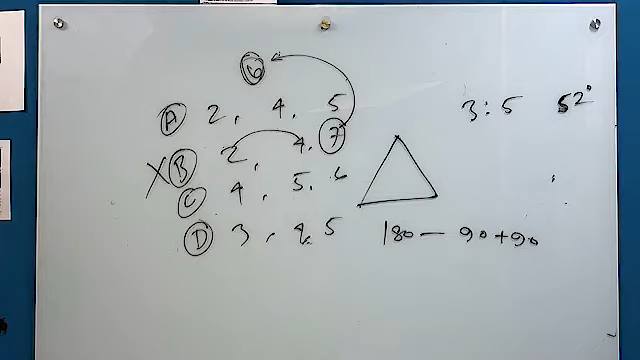 6
A 2, 4, 5
3:5 52°
X B 2, 4, 7
C 4, 5, 6
D 3, 4, 5
180 - 90 + 90